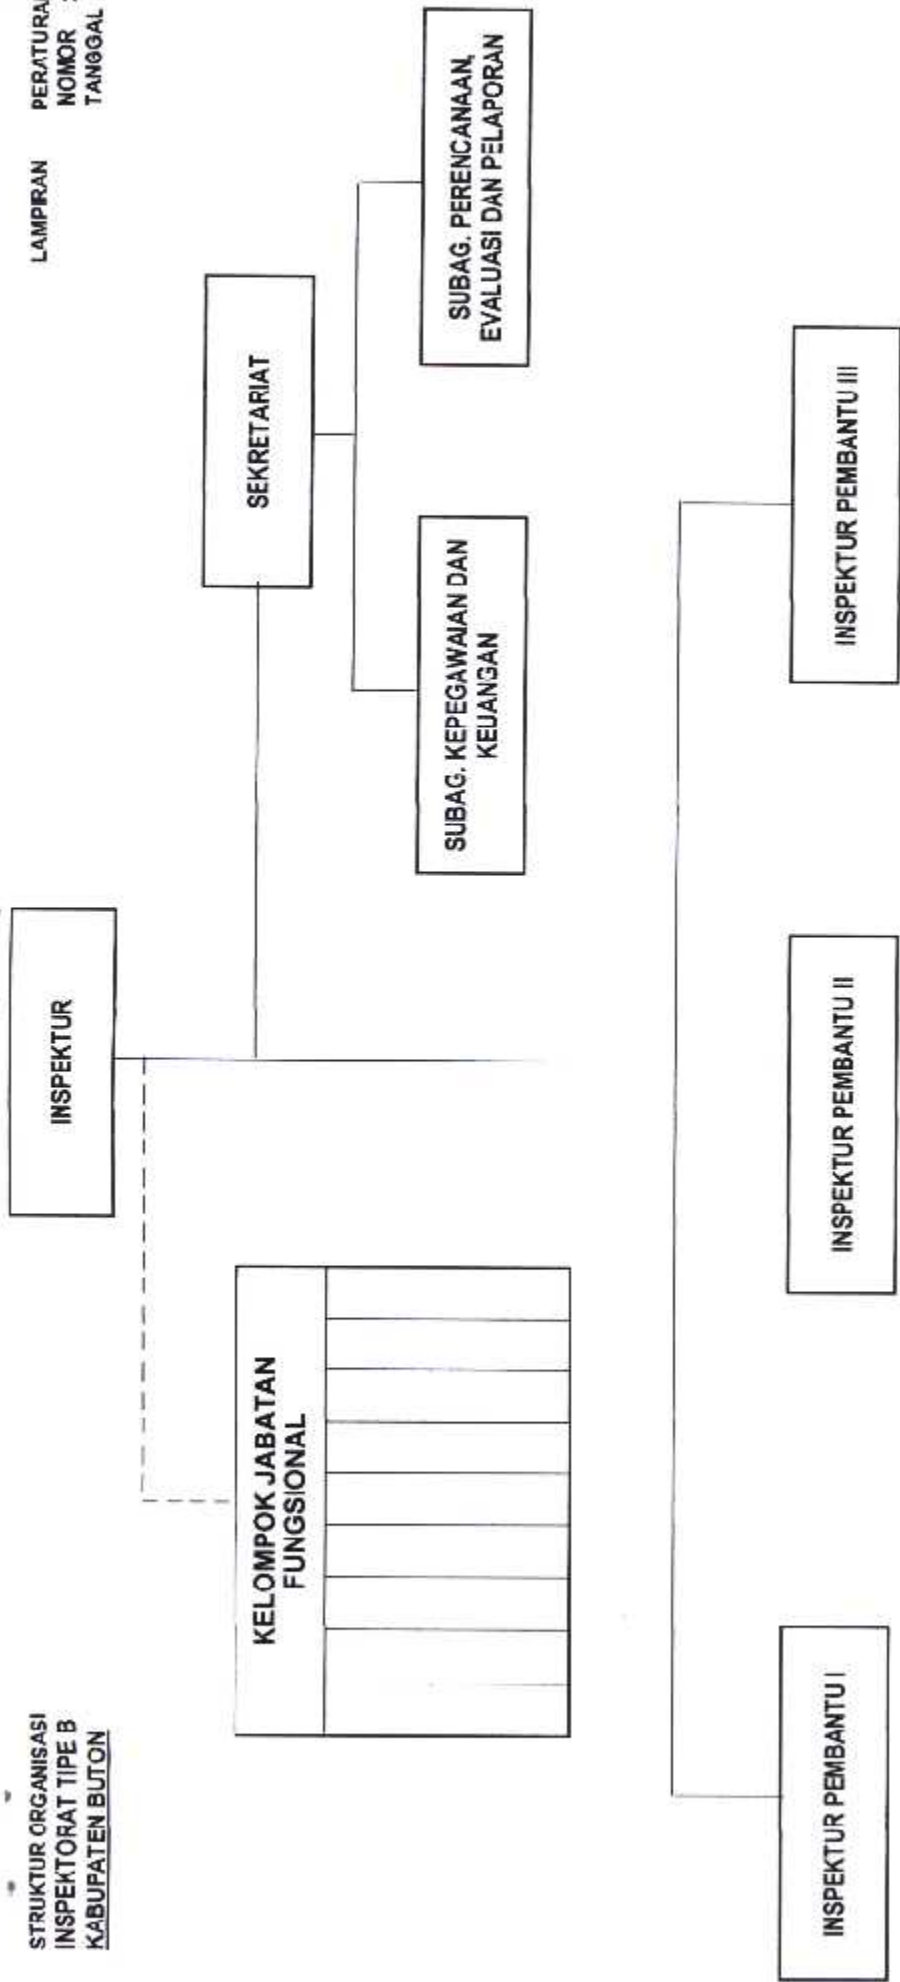 STRUKTUR ORGANISASI
INSPEKTORAT TIPE B
KABUPATEN BUTON
LAMPIRAN
NOMOR :
TANGGAL
INSPEKTUR
SEKRETARIAT
KELOMPOK JABATAN
FUNGSIONAL
SUBAG. KEPEGAWAIAN DAN
KEUANGAN
SUBAG. PERENCANAAN,
EVALUASI DAN PELAPORAN
INSPEKTUR PEMBANTU I
INSPEKTUR PEMBANTU II
INSPEKTUR PEMBANTU III